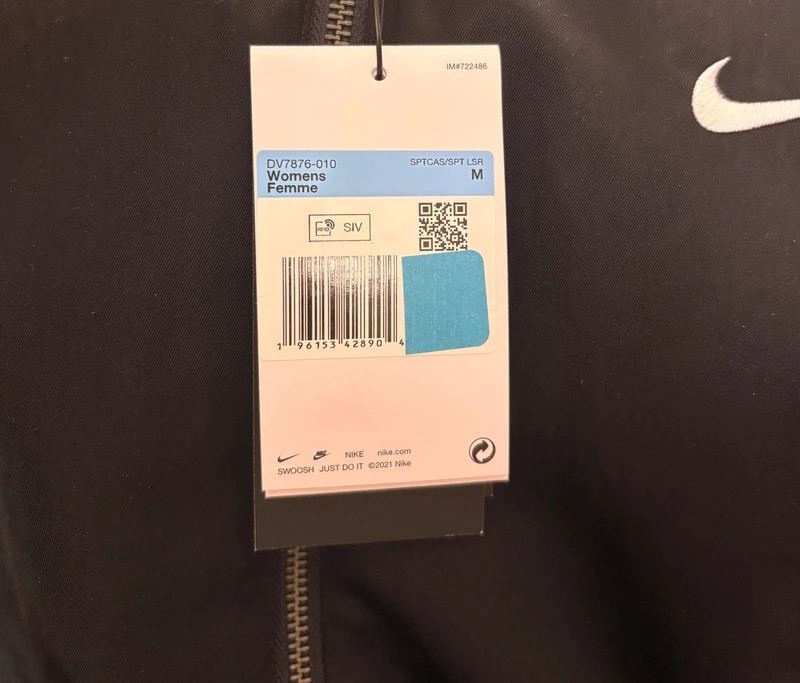 IM#722486
DV7876-010 SPTCAS/SPT LSR
Womens M
Femme
RFID SIV
1 96153 42890 4
NIKE nike.com
SWOOSH JUST DO IT ©2021 Nike